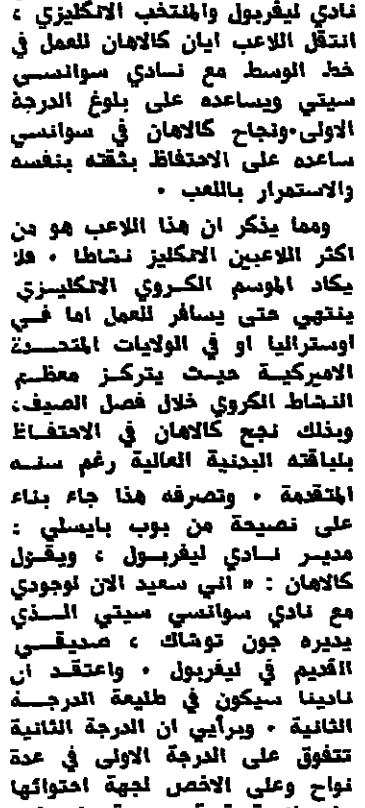 نادي ليفربول والمنتخب الانكليزي ،
انتقل اللاعب ايان كالاهان للعمل في
خط الوسط مع نادي سوانسي
سيتي ويساعده على بلوغ الدرجة
الاولى.ونجاح كالاهان في سوانسي
ساعده على الاحتفاظ بثقته بنفسه
والاستمرار باللعب .
ومما يذكر ان هذا اللاعب هو من
اكثر اللاعبين الانكليز نشاطا . فلا
يكاد الموسم الكروي الانكليزي
ينتهي حتى يسافر للعمل اما في
اوستراليا او في الولايات المتحدة
الاميركية حيث يتركز معظم
النشاط الكروي خلال فصل الصيف،
وبذلك نجح كالاهان في الاحتفاظ
بلياقته البدنية العالية رغم سنه
المتقدمة . وتصرفه هذا جاء بناء
على نصيحة من بوب بايسلي :
مدير نادي ليفربول ، ويقول
كالاهان : « اني سعيد الان لوجودي
مع نادي سوانسي سيتي الذي
يديره جون توشاك ، صديقي
القديم في ليفربول . واعتقد ان
نادينا سيكون في طليعة الدرجة
الثانية . وبرأيي ان الدرجة الثانية
تتفوق على الدرجة الاولى في عدة
نواح وعلى الاخص لجهة احتوائها